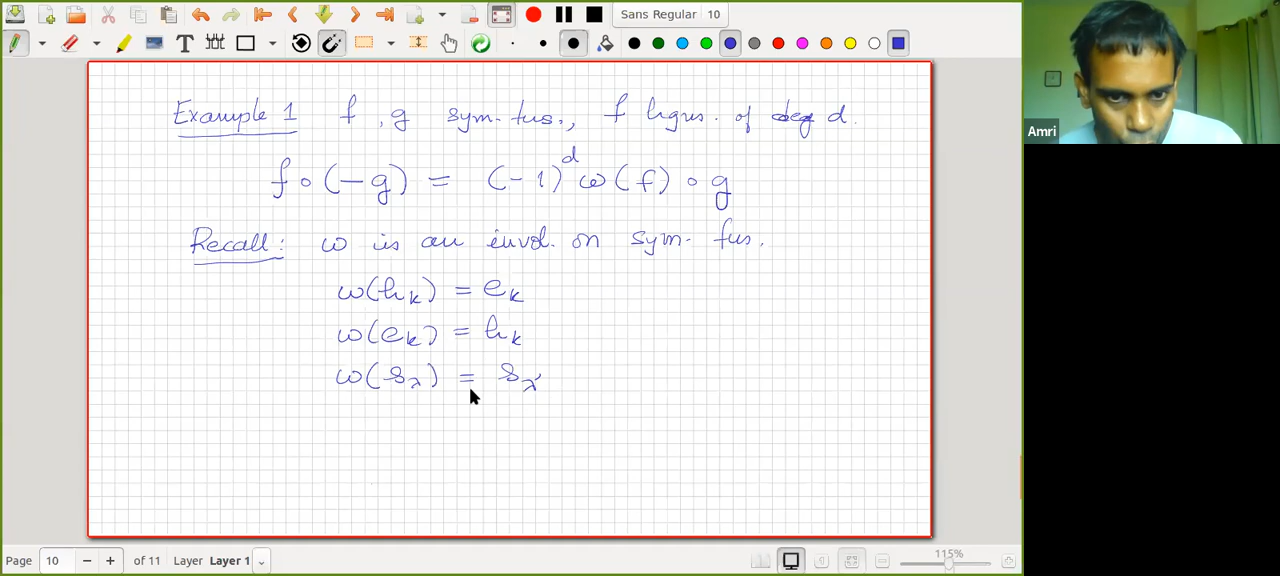 Sans Regular 10
Example 1 f, g sym. fns., f hgns. of deg d.
f ∘ (-g) = (-1)^d ω(f) ∘ g
Recall: ω is an invol. on sym. fns.
ω(h_k) = e_k
ω(e_k) = h_k
ω(s_λ) = s_λ'
Amri
Page 10 of 11 Layer Layer 1
115%